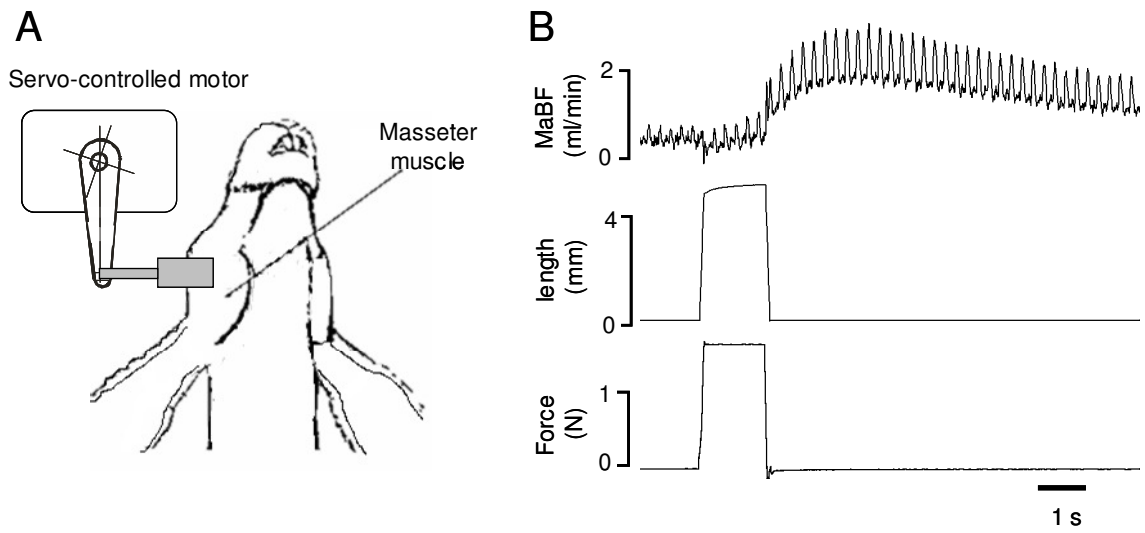 A
Servo-controlled motor
Masseter
muscle
B
MaBF
(ml/min)
2
0
length
(mm)
4
0
Force
(N)
1
0
1 s